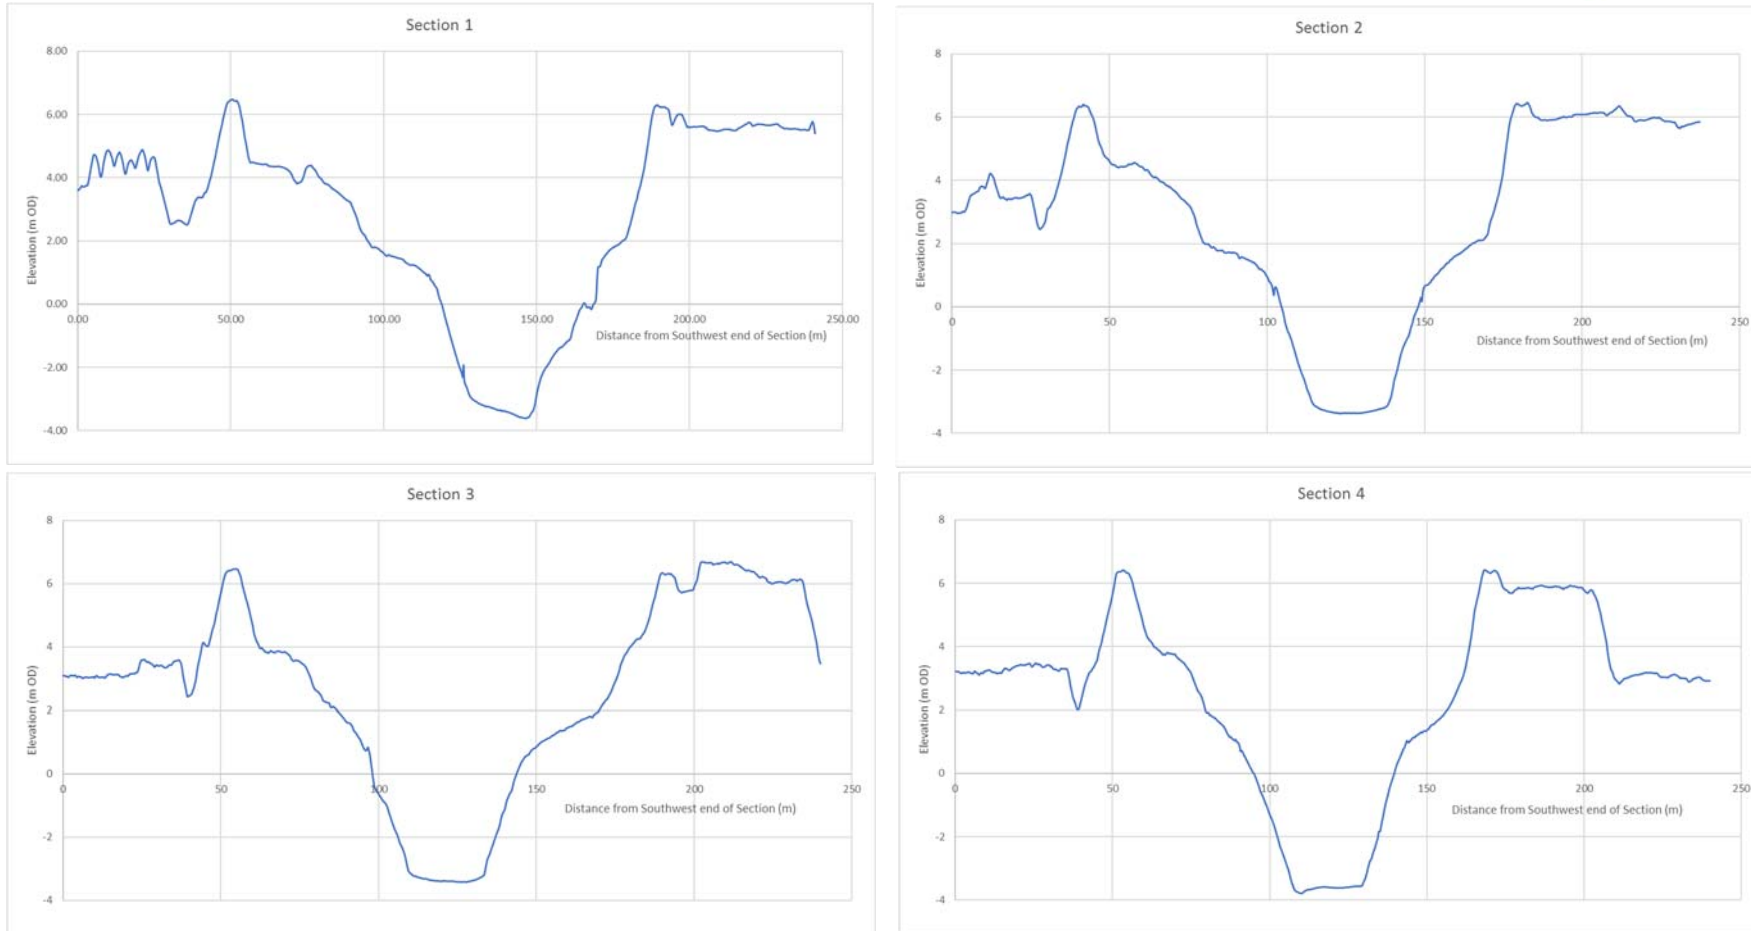 Section 1
8.00
6.00
4.00
2.00
0.00
-2.00
-4.00
Elevation (m OD)
0.00 50.00 100.00 150.00 200.00 250.00
Distance from Southwest end of Section (m)
Section 2
8
6
4
2
0
-2
-4
Elevation (m OD)
0 50 100 150 200 250
Distance from Southwest end of Section (m)
Section 3
8
6
4
2
0
-2
-4
Elevation (m OD)
0 50 100 150 200 250
Distance from Southwest end of Section (m)
Section 4
8
6
4
2
0
-2
-4
Elevation (m OD)
0 50 100 150 200 250
Distance from Southwest end of Section (m)